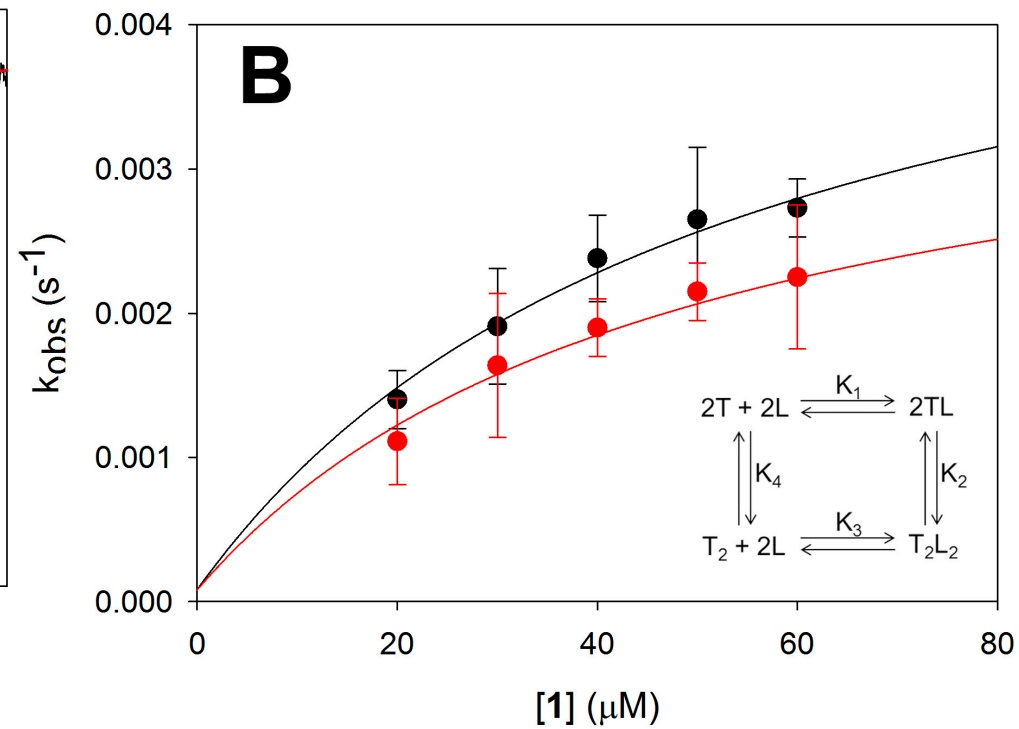 B
0.004
0.003
0.002
0.001
0.000
k_obs (s^-1)
0 20 40 60 80
[1] (μM)
2T + 2L K_1 2TL
K_4 K_2
T_2 + 2L K_3 T_2L_2